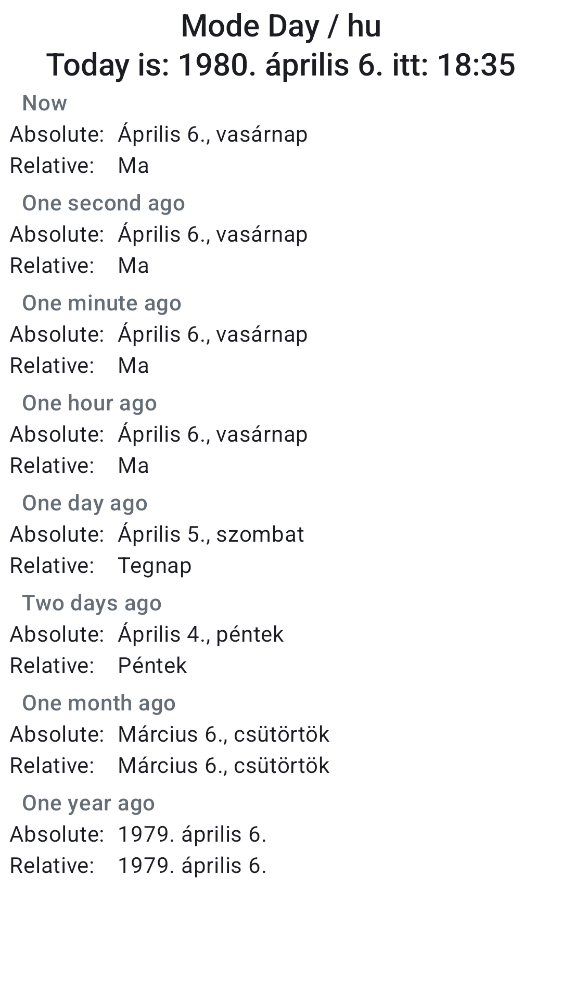 Mode Day / hu
Today is: 1980. április 6. itt: 18:35
Now
Absolute: Április 6., vasárnap
Relative: Ma
One second ago
Absolute: Április 6., vasárnap
Relative: Ma
One minute ago
Absolute: Április 6., vasárnap
Relative: Ma
One hour ago
Absolute: Április 6., vasárnap
Relative: Ma
One day ago
Absolute: Április 5., szombat
Relative: Tegnap
Two days ago
Absolute: Április 4., péntek
Relative: Péntek
One month ago
Absolute: Március 6., csütörtök
Relative: Március 6., csütörtök
One year ago
Absolute: 1979. április 6.
Relative: 1979. április 6.